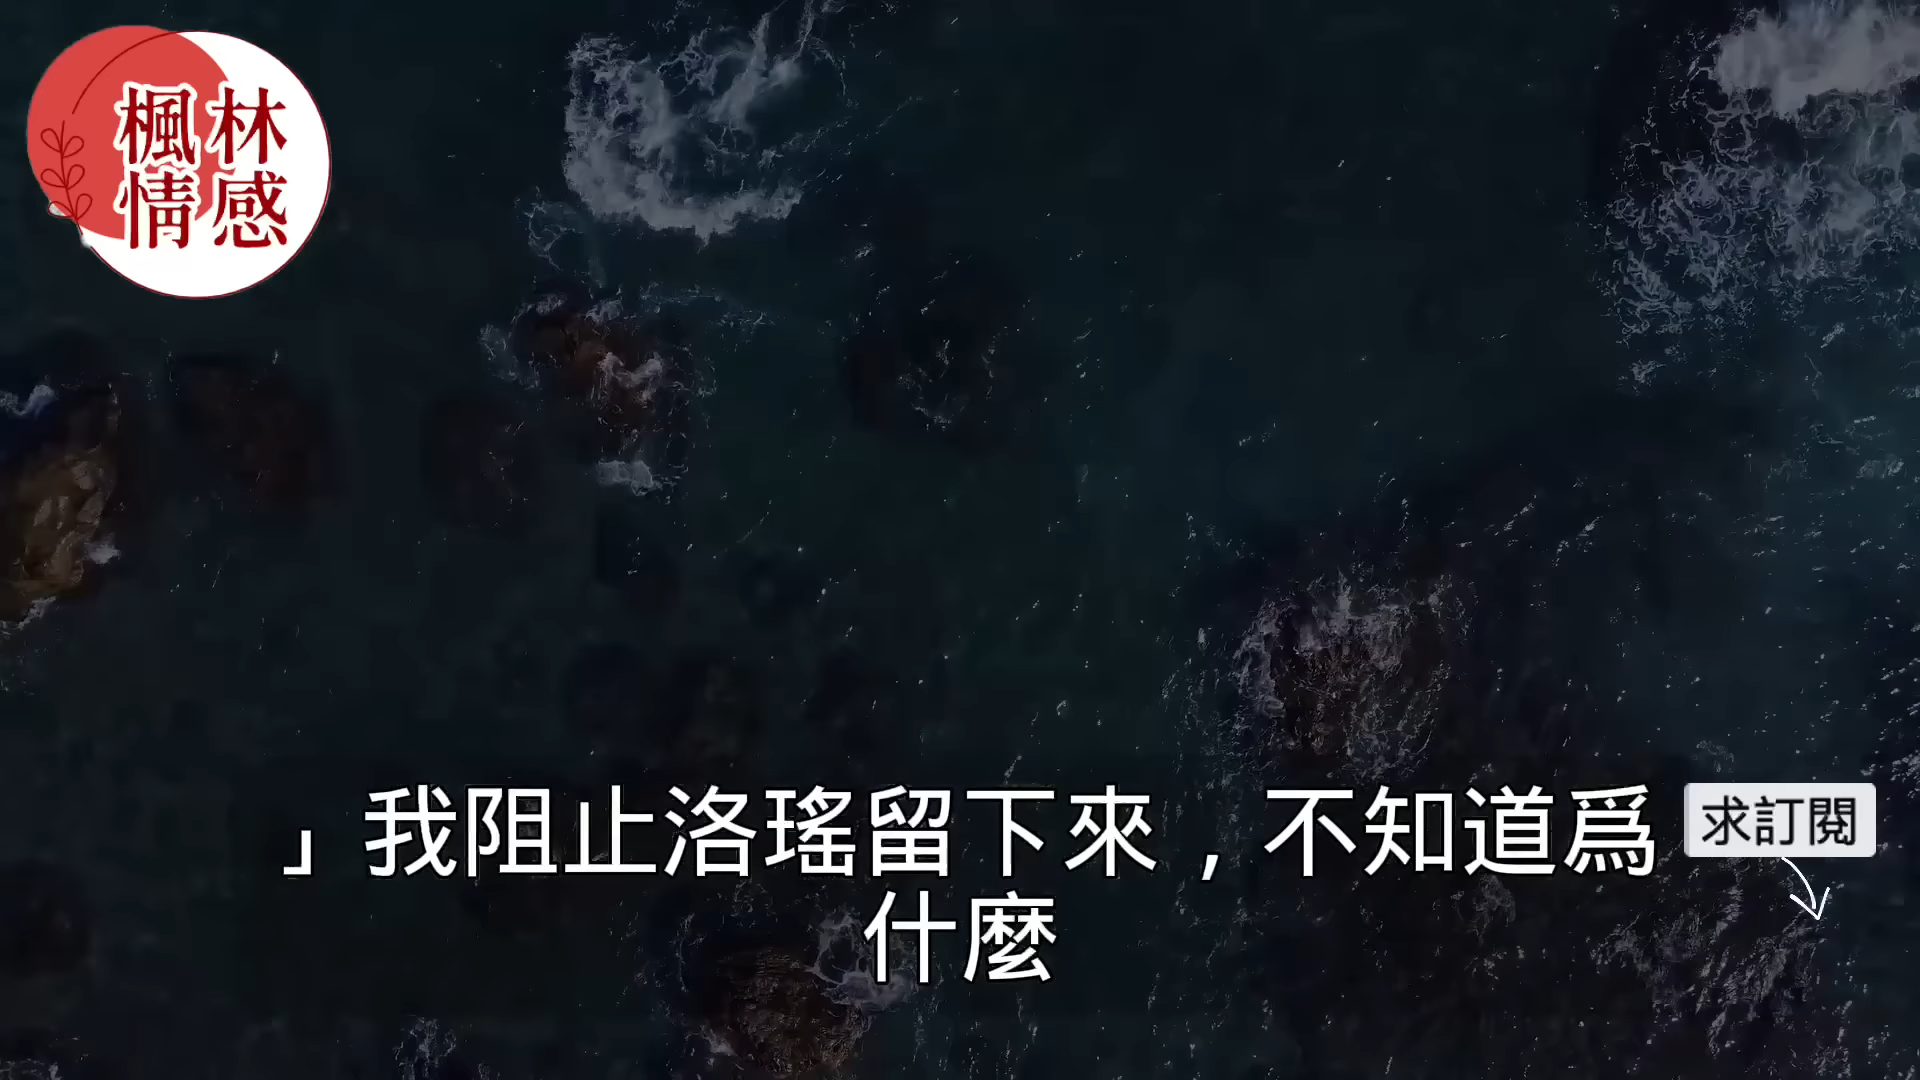 楓林
情感
」我阻止洛瑤留下來，不知道爲
什麼
求訂閱